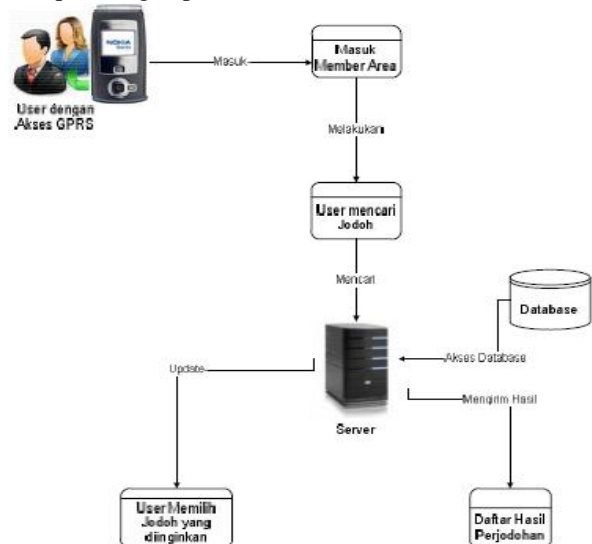 NOKIA
Masuk
Masuk
Member Area
User dengan
Akses GPRS
Melakukan
User mencari
Jodoh
Mencari
Database
Akses Database
Update
Mengirim Hasil
Server
User Memilih
Jodoh yang
diinginkan
Daftar Hasil
Perjodohan